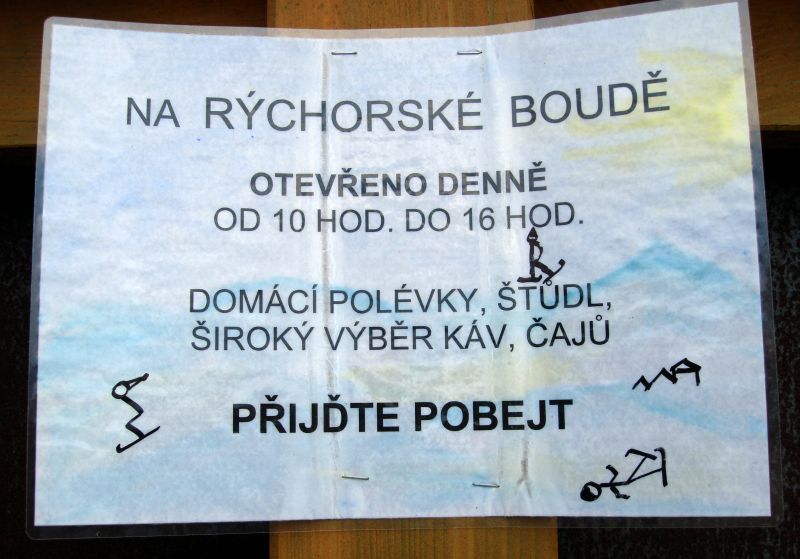 NA RÝCHORSKÉ BOUDĚ
OTEVŘENO DENNĚ
OD 10 HOD. DO 16 HOD.
DOMÁCÍ POLÉVKY, ŠTŮDL,
ŠIROKÝ VÝBĚR KÁV, ČAJŮ
PŘIJĎTE POBEJT